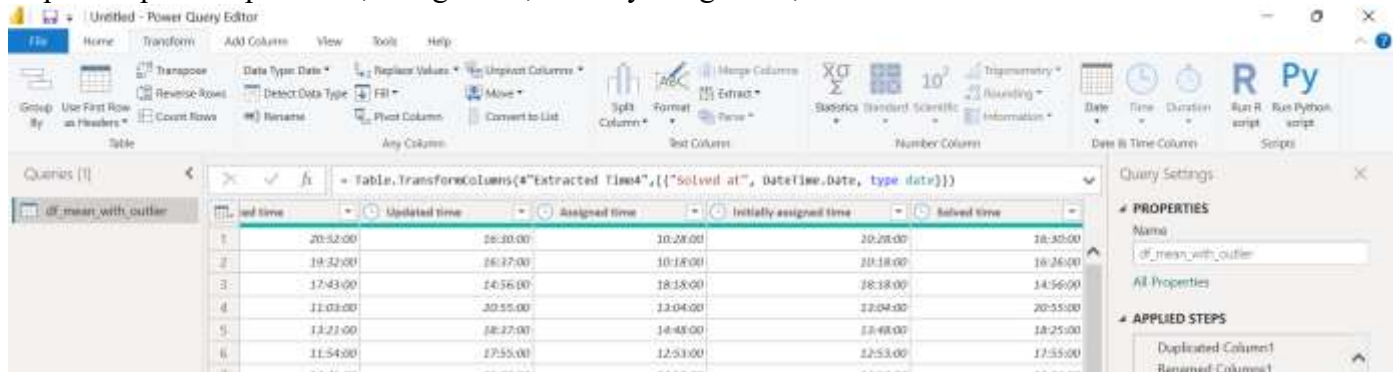 Untitled - Power Query Editor
File Home Transform Add Column View Tools Help
Group By
Use First Row as Headers
Transpose
Reverse Rows
Count Rows
Table
Data Type: Date
Detect Data Type
Rename
Replace Values
Fill
Pivot Column
Unpivot Columns
Move
Convert to List
Any Column
Split Column
Format
Merge Columns
Extract
Parse
Text Column
Statistics Standard Scientific
Trigonometry
Rounding
Information
Number Column
Date Time Duration
Date & Time Column
Run R script
Run Python script
Scripts
Queries [1]
= Table.TransformColumns(#"Extracted Time4",{{"Solved at", DateTime.Date, type date}})
Query Settings
df_mean_with_outlier
ed time Updated time Assigned time Initially assigned time Solved time
1 20:52:00 16:30:00 10:28:00 10:28:00 16:30:00
2 19:32:00 16:37:00 10:18:00 10:18:00 16:26:00
3 17:43:00 14:56:00 18:18:00 18:18:00 14:56:00
4 11:03:00 20:55:00 13:04:00 13:04:00 20:55:00
5 13:21:00 18:27:00 14:48:00 13:48:00 18:25:00
6 11:54:00 17:55:00 12:53:00 12:53:00 17:55:00
PROPERTIES
Name
df_mean_with_outlier
All Properties
APPLIED STEPS
Duplicated Column1
Renamed Columns1